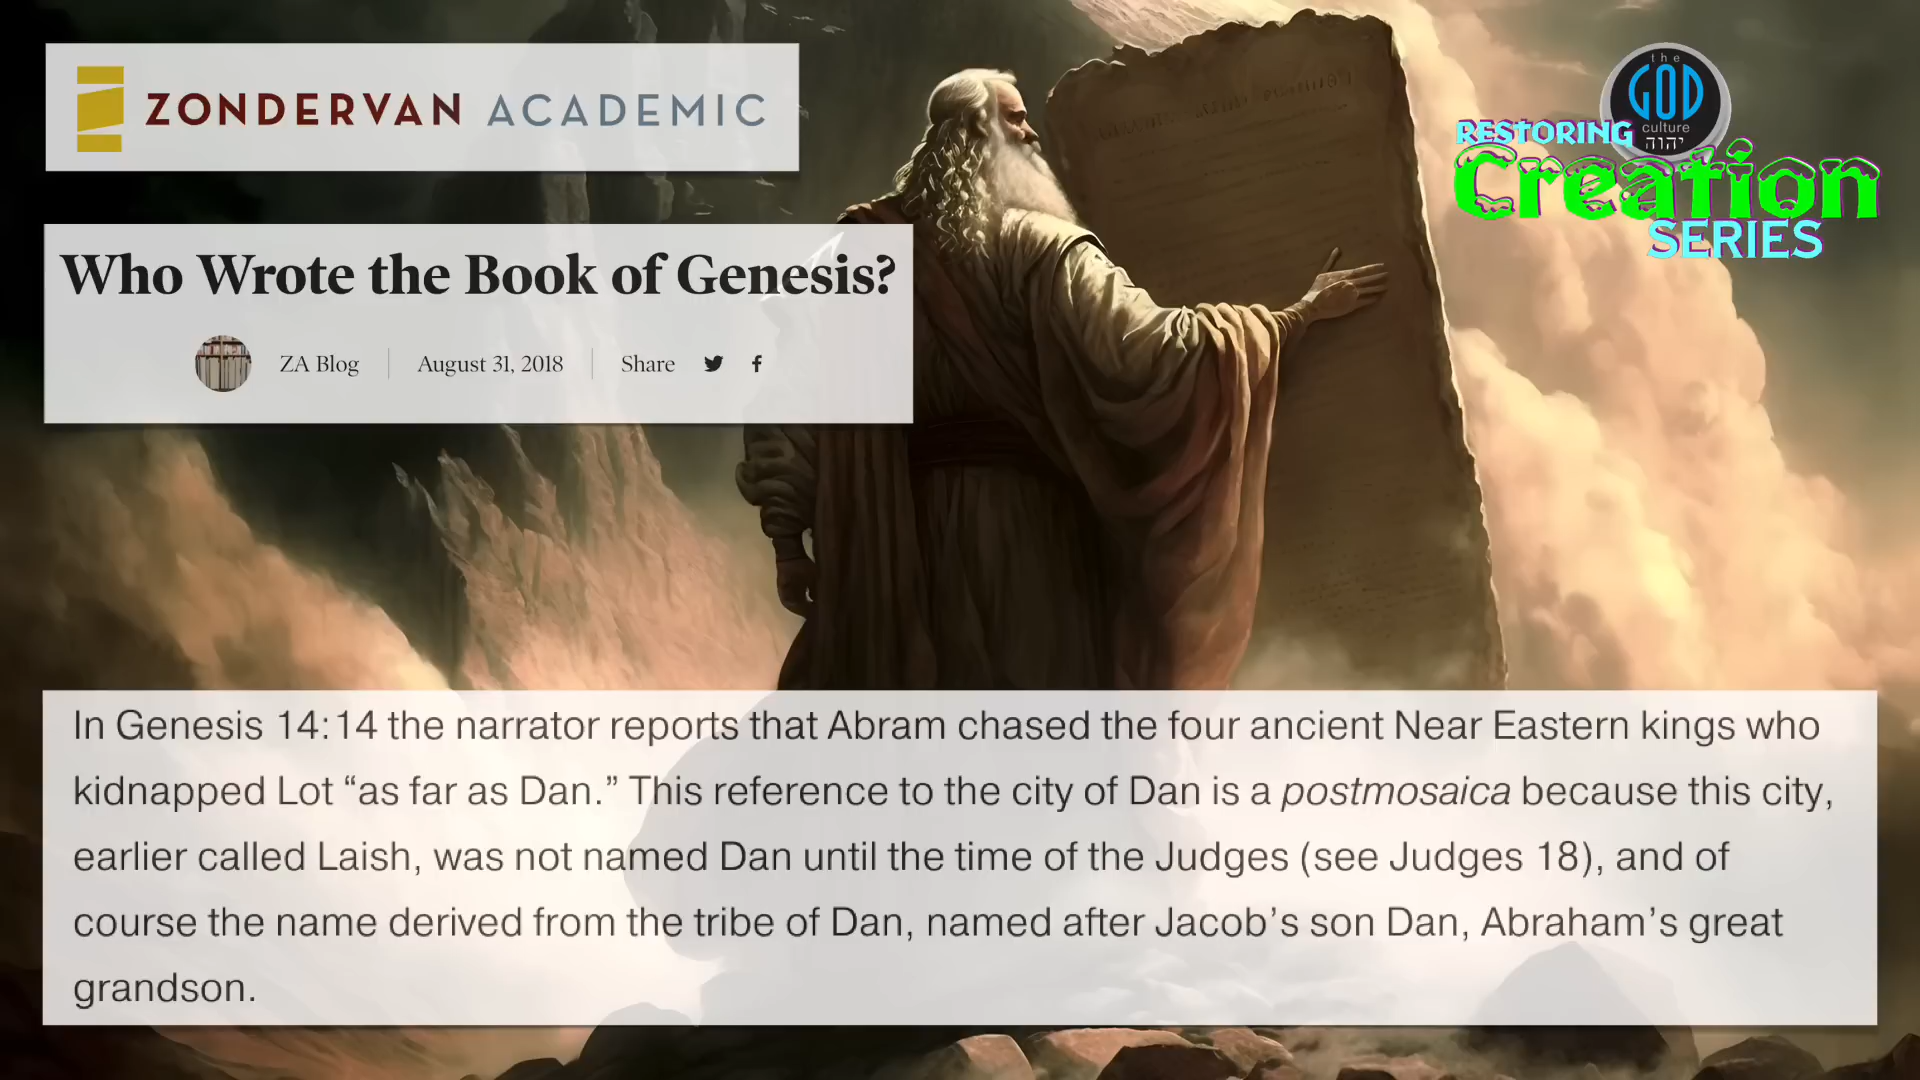 ZONDERVAN ACADEMIC
the
GOD
culture
יהוה
RESTORING
Creation
SERIES
Who Wrote the Book of Genesis?
ZA Blog August 31, 2018 Share
In Genesis 14:14 the narrator reports that Abram chased the four ancient Near Eastern kings who
kidnapped Lot “as far as Dan.” This reference to the city of Dan is a postmosaica because this city,
earlier called Laish, was not named Dan until the time of the Judges (see Judges 18), and of
course the name derived from the tribe of Dan, named after Jacob’s son Dan, Abraham’s great
grandson.